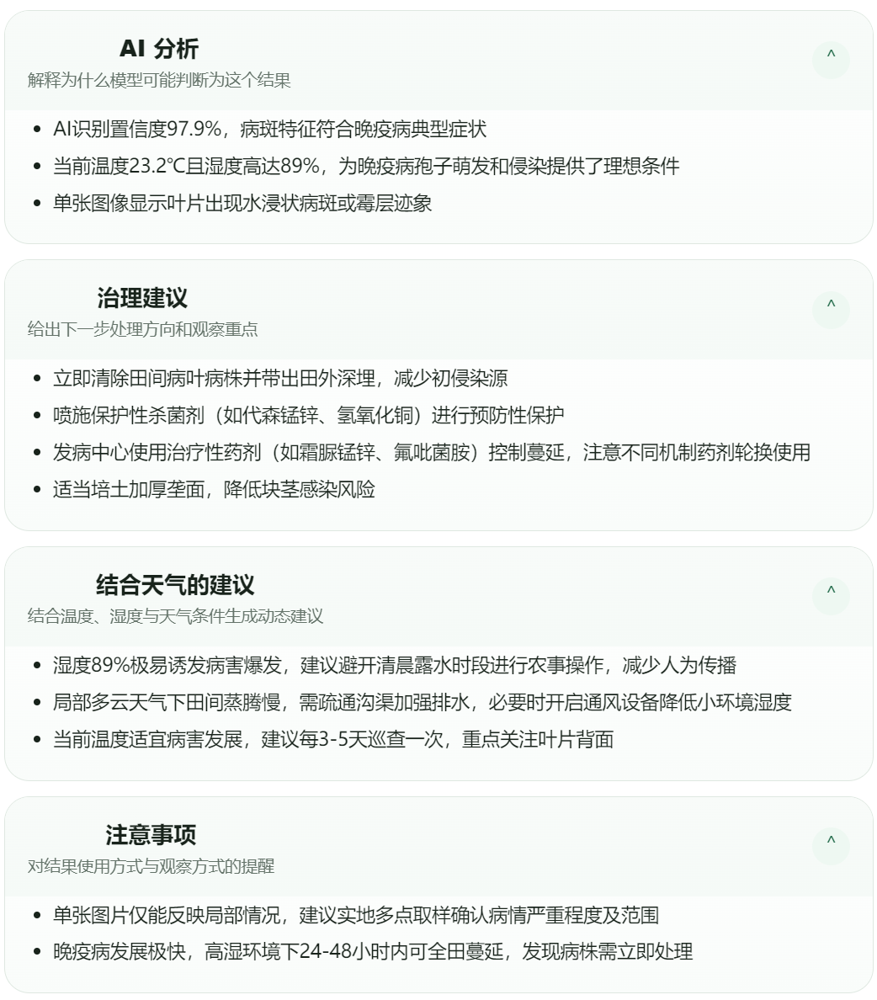 AI 分析
^
解释为什么模型可能判断为这个结果
• AI识别置信度97.9%，病斑特征符合晚疫病典型症状
• 当前温度23.2℃且湿度高达89%，为晚疫病孢子萌发和侵染提供了理想条件
• 单张图像显示叶片出现水浸状病斑或霉层迹象
治理建议
^
给出下一步处理方向和观察重点
• 立即清除田间病叶病株并带出田外深埋，减少初侵染源
• 喷施保护性杀菌剂（如代森锰锌、氢氧化铜）进行预防性保护
• 发病中心使用治疗性药剂（如霜脲锰锌、氟吡菌胺）控制蔓延，注意不同机制药剂轮换使用
• 适当培土加厚垄面，降低块茎感染风险
结合天气的建议
^
结合温度、湿度与天气条件生成动态建议
• 湿度89%极易诱发病害爆发，建议避开清晨露水时段进行农事操作，减少人为传播
• 局部多云天气下田间蒸腾慢，需疏通沟渠加强排水，必要时开启通风设备降低小环境湿度
• 当前温度适宜病害发展，建议每3-5天巡查一次，重点关注叶片背面
注意事项
^
对结果使用方式与观察方式的提醒
• 单张图片仅能反映局部情况，建议实地多点取样确认病情严重程度及范围
• 晚疫病发展极快，高湿环境下24-48小时内可全田蔓延，发现病株需立即处理